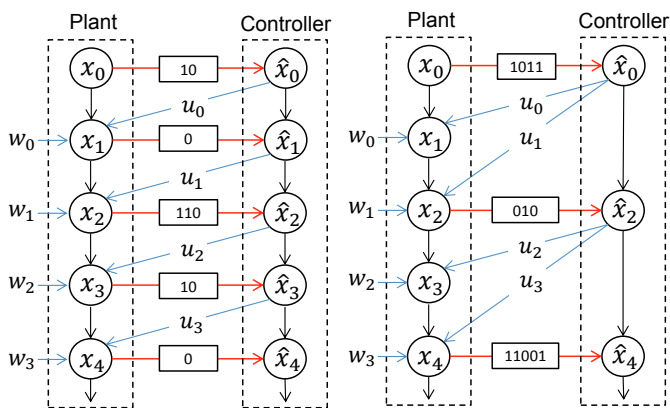 Plant Controller
x₀ 10 x̂₀
u₀
w₀ x₁ 0 x̂₁
u₁
w₁ x₂ 110 x̂₂
u₂
w₂ x₃ 10 x̂₃
u₃
w₃ x₄ 0 x̂₄
Plant Controller
x₀ 1011 x̂₀
u₀
w₀ x₁
u₁
w₁ x₂ 010 x̂₂
u₂
w₂ x₃
u₃
w₃ x₄ 11001 x̂₄